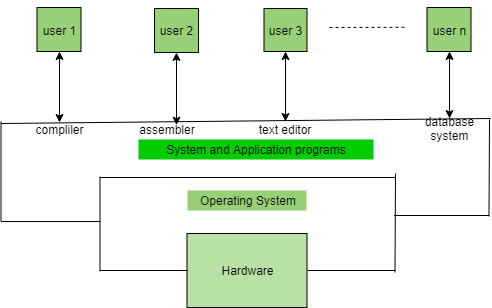 user 1
user 2
user 3
user n
compliler
assembler
text editor
database
system
System and Application programs
Operating System
Hardware